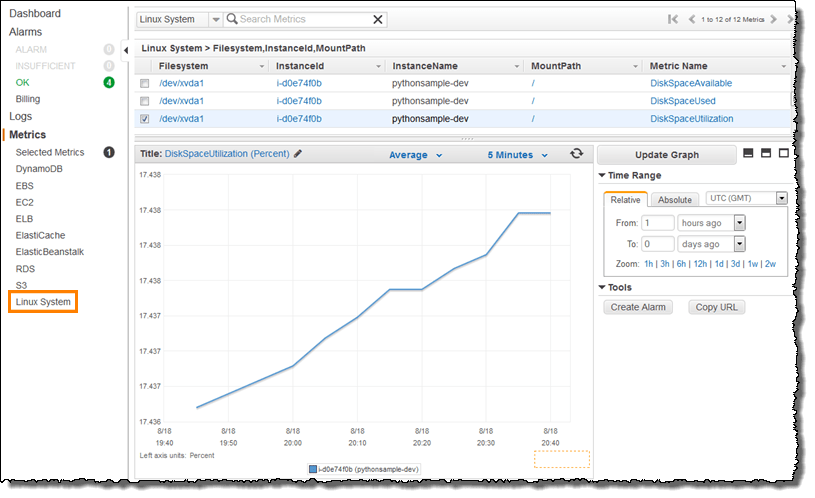 Dashboard
Alarms
ALARM 0
INSUFFICIENT 0
OK 4
Billing
Logs
Metrics
Selected Metrics 1
DynamoDB
EBS
EC2
ELB
ElastiCache
ElasticBeanstalk
RDS
S3
Linux System
Linux System Search Metrics X
1 to 12 of 12 Metrics
Linux System > Filesystem,InstanceId,MountPath
Filesystem InstanceId InstanceName MountPath Metric Name
/dev/xvda1 i-d0e74f0b pythonsample-dev / DiskSpaceAvailable
/dev/xvda1 i-d0e74f0b pythonsample-dev / DiskSpaceUsed
/dev/xvda1 i-d0e74f0b pythonsample-dev / DiskSpaceUtilization
Title: DiskSpaceUtilization (Percent) Average 5 Minutes
17.438
17.438
17.438
17.438
17.437
17.437
17.437
17.436
8/18 8/18 8/18 8/18 8/18 8/18 8/18
19:40 19:50 20:00 20:10 20:20 20:30 20:40
Left axis units: Percent
i-d0e74f0b (pythonsample-dev)
Update Graph
Time Range
Relative Absolute UTC (GMT)
From: 1 hours ago
To: 0 days ago
Zoom: 1h | 3h | 6h | 12h | 1d | 3d | 1w | 2w
Tools
Create Alarm Copy URL